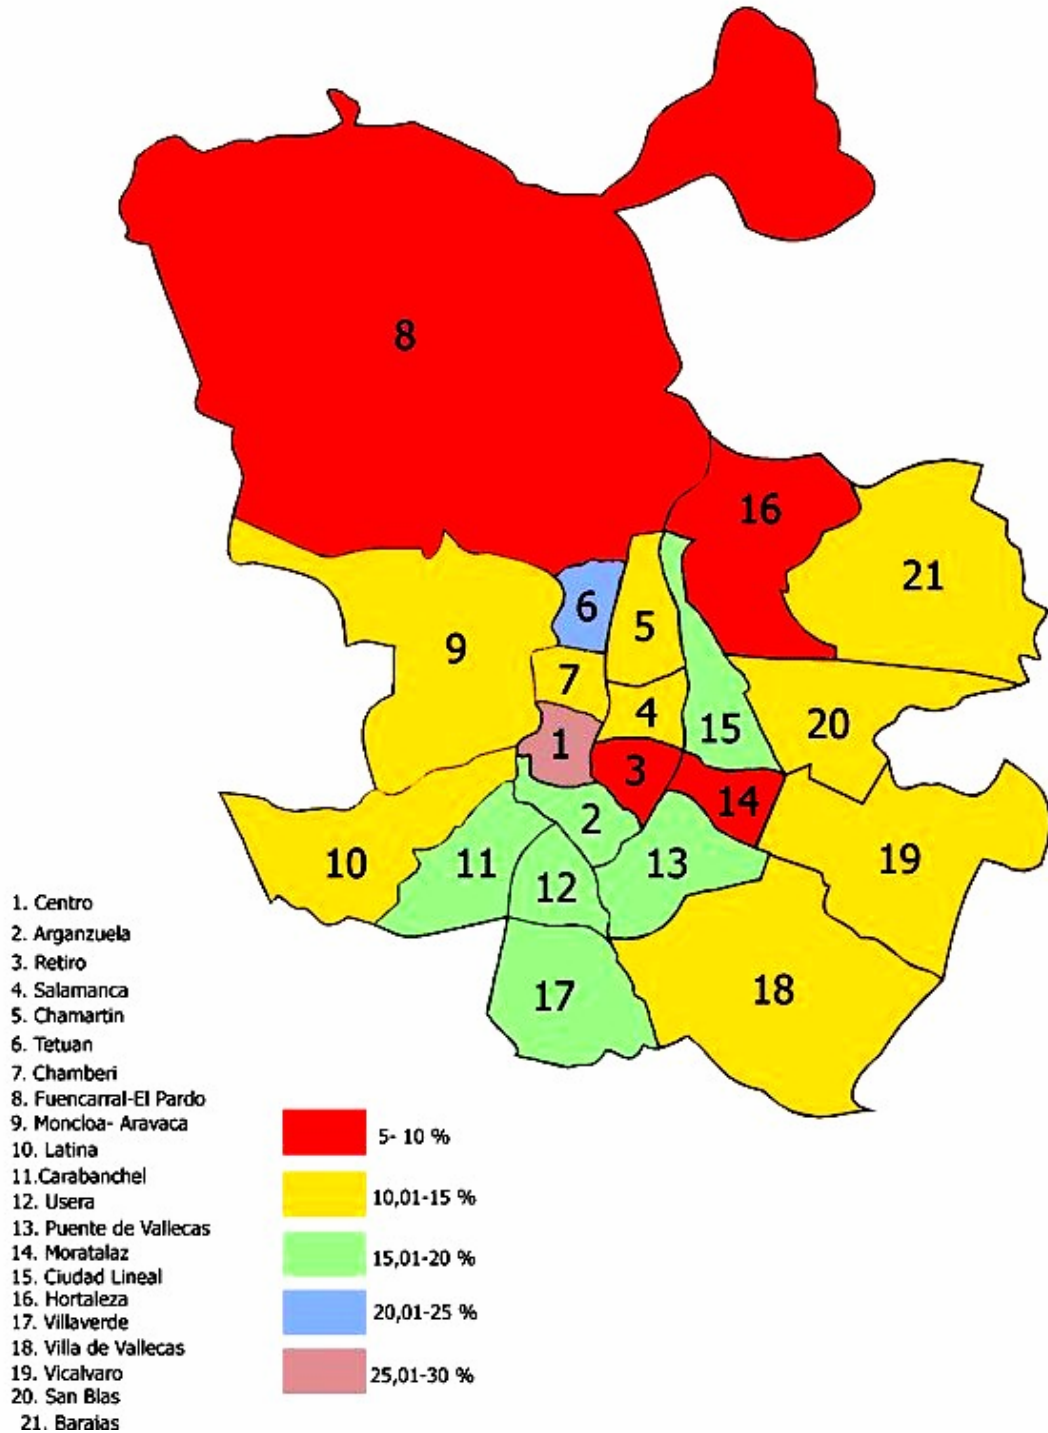 8
16
21
6
5
9
7
4
15
20
1
3
14
2
10
11
12
13
19
17
18
1. Centro
2. Arganzuela
3. Retiro
4. Salamanca
5. Chamartin
6. Tetuan
7. Chamberi
8. Fuencarral-El Pardo
9. Moncloa- Aravaca
10. Latina
11.Carabanchel
12. Usera
13. Puente de Vallecas
14. Moratalaz
15. Ciudad Lineal
16. Hortaleza
17. Villaverde
18. Villa de Vallecas
19. Vicalvaro
20. San Blas
21. Barajas
5- 10 %
10,01-15 %
15,01-20 %
20,01-25 %
25,01-30 %